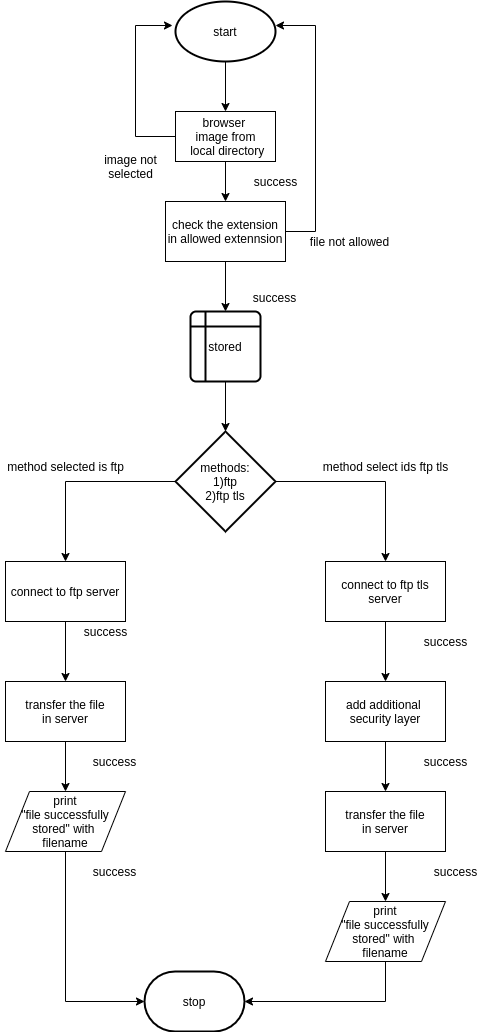 start
browser
image from
local directory
image not
selected
success
check the extension
in allowed extennsion
file not allowed
success
stored
methods:
1)ftp
2)ftp tls
method selected is ftp
method select ids ftp tls
connect to ftp server
success
transfer the file
in server
success
print
"file successfully
stored" with
filename
success
connect to ftp tls
server
success
add additional
security layer
success
transfer the file
in server
success
print
"file successfully
stored" with
filename
stop